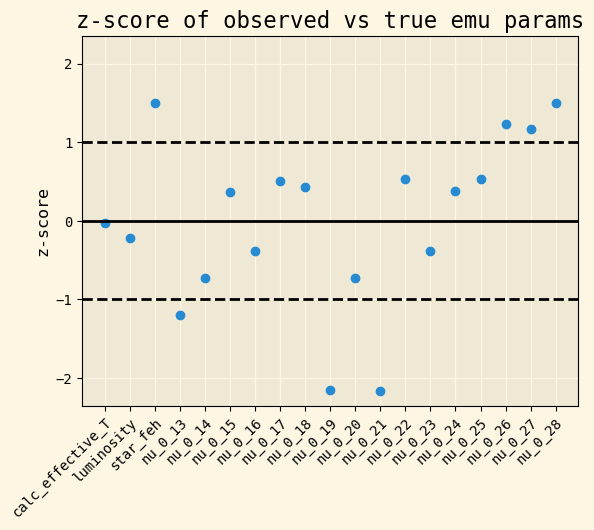 z-score of observed vs true emu params
z-score
2
1
0
−1
−2
calc_effective_T
luminosity
star_feh
nu_0_13
nu_0_14
nu_0_15
nu_0_16
nu_0_17
nu_0_18
nu_0_19
nu_0_20
nu_0_21
nu_0_22
nu_0_23
nu_0_24
nu_0_25
nu_0_26
nu_0_27
nu_0_28